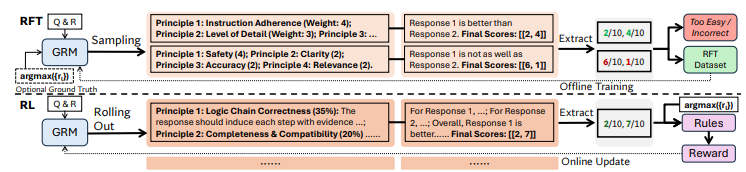 RFT
Q & R
GRM
argmax({rᵢ})
Optional Ground Truth
Sampling
Principle 1: Instruction Adherence (Weight: 4);
Principle 2: Level of Detail (Weight: 3); Principle 3: ...
Principle 1: Safety (4); Principle 2: Clarity (2);
Principle 3: Accuracy (2); Principle 4: Relevance (2).
Response 1 is better than
Response 2. Final Scores: [[2, 4]]
Response 1 is not as well as
Response 2. Final Scores: [[6, 1]]
Extract
2/10, 4/10
6/10, 1/10
Too Easy /
Incorrect
RFT
Dataset
Offline Training
RL
Q & R
GRM
Rolling
Out
Principle 1: Logic Chain Correctness (35%): The
response should induce each step with evidence ...;
Principle 2: Completeness & Compatibility (20%) ......
......
For Response 1, ...; For Response
2, ...; Overall, Response 1 is
better...... Final Scores: [[2, 7]]
......
Extract
2/10, 7/10
argmax({rᵢ})
Rules
Reward
Online Update